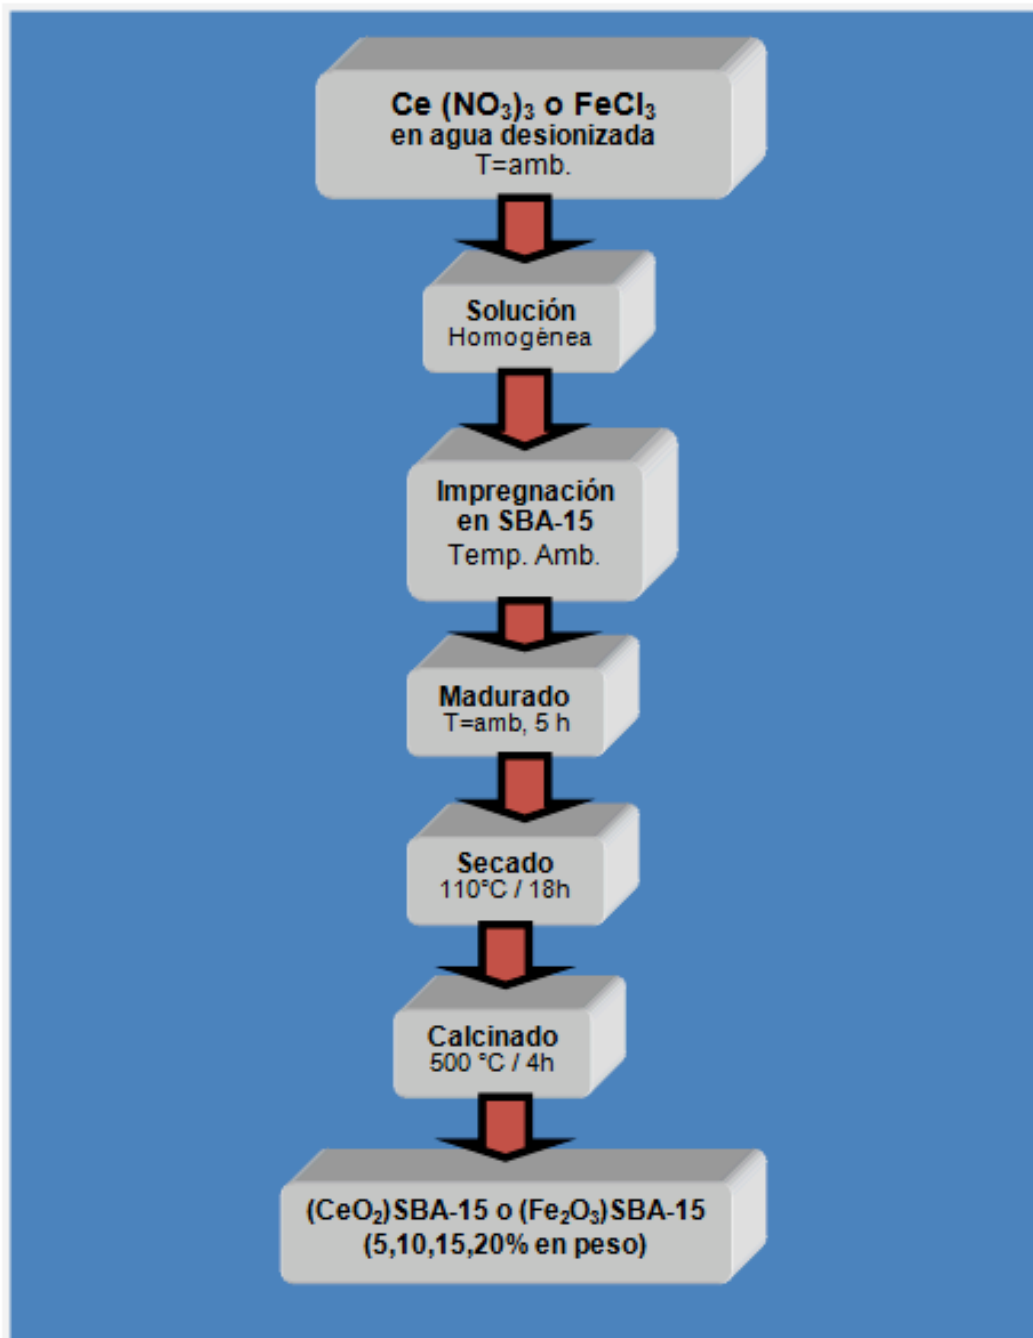 Ce (NO₃)₃ o FeCl₃
en agua desionizada
T=amb.
Solución
Homogénea
Impregnación
en SBA-15
Temp. Amb.
Madurado
T=amb, 5 h
Secado
110°C / 18h
Calcinado
500 °C / 4h
(CeO₂)SBA-15 o (Fe₂O₃)SBA-15
(5,10,15,20% en peso)